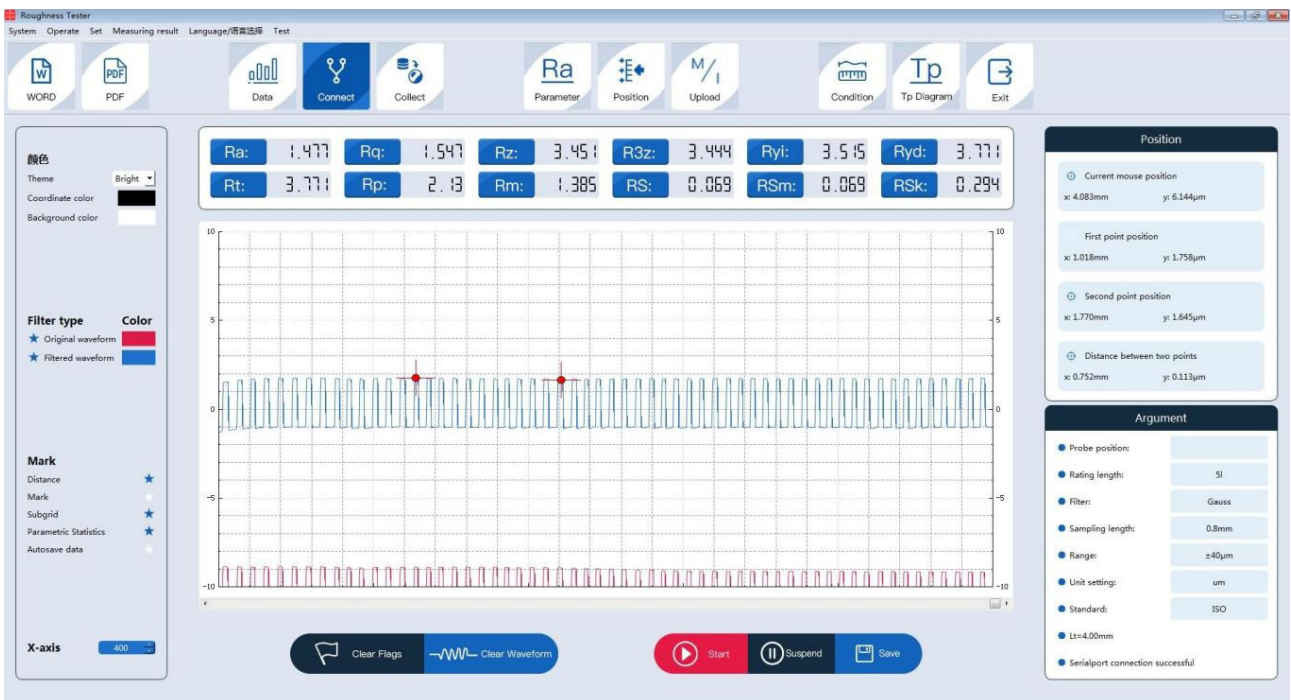 Roughness Tester
System Operate Set Measuring result Language/语言选择 Test
W PDF Ra M/I Tp
WORD PDF Data Connect Collect Parameter Position Upload Condition Tp Diagram Exit
颜色
Theme Bright
Coordinate color
Background color
Filter type Color
Original waveform
Filtered waveform
Mark
Distance
Mark
Subgrid
Parametric Statistics
Autosave data
X-axis 400
Ra: 1.477 Rq: 1.547 Rz: 3.451 R3z: 3.444 Ryi: 3.515 Ryd: 3.771
Rt: 3.771 Rp: 2.13 Rm: 1.385 RS: 0.069 RSm: 0.069 RSk: 0.294
10 10
5 5
0 0
-5 -5
-10 -10
Clear Flags Clear Waveform Start Suspend Save
Position
Current mouse position
x: 4.083mm y: 6.144μm
First point position
x: 1.018mm y: 1.758μm
Second point position
x: 1.770mm y: 1.645μm
Distance between two points
x: 0.752mm y: 0.113μm
Argument
Probe position:
Rating length: 5l
Filter: Gauss
Sampling length: 0.8mm
Range: ±40μm
Unit setting: um
Standard: ISO
Lt=4.00mm
Serialport connection successful